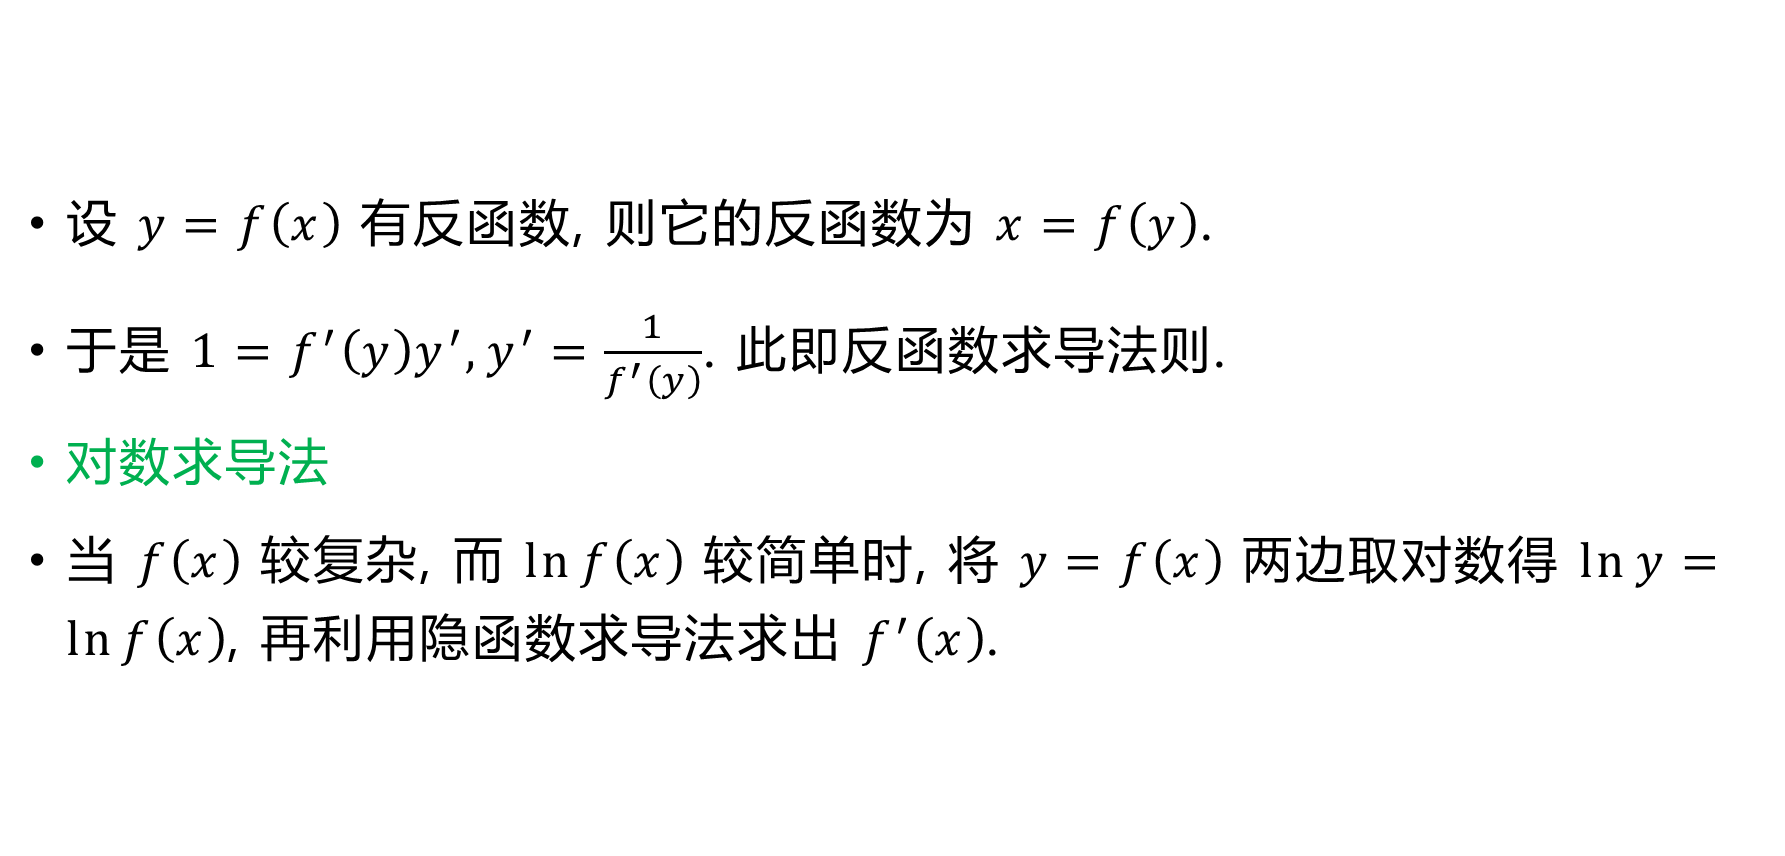 • 设 y = f(x) 有反函数, 则它的反函数为 x = f(y).
• 于是 1 = f′(y)y′, y′ = 1/f′(y). 此即反函数求导法则.
• 对数求导法
• 当 f(x) 较复杂, 而 ln f(x) 较简单时, 将 y = f(x) 两边取对数得 ln y =
ln f(x), 再利用隐函数求导法求出 f′(x).